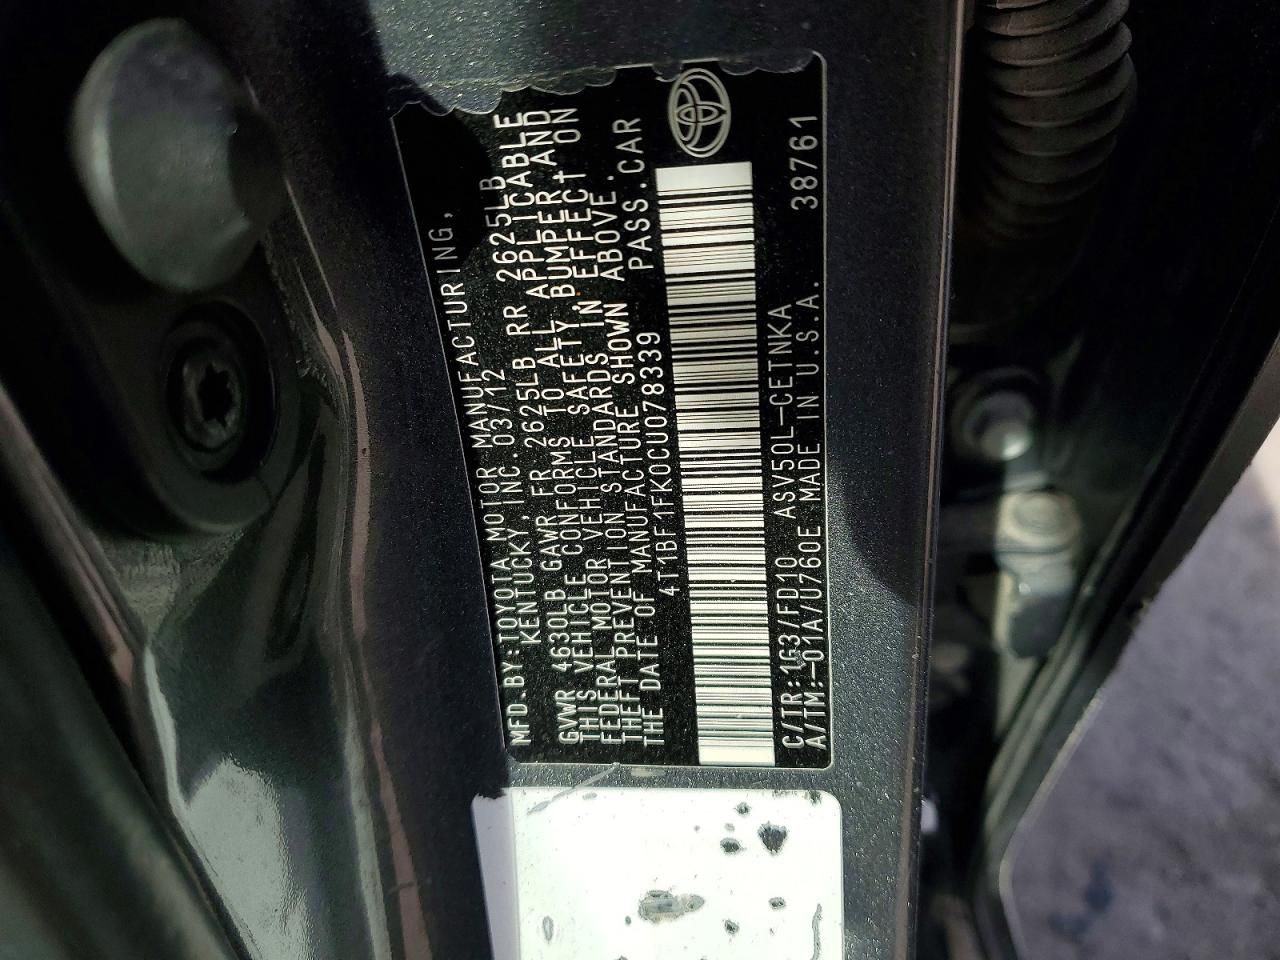 MFD.BY:TOYOTA MOTOR MANUFACTURING,
KENTUCKY, INC. 03/12
GVWR 4630LB GAWR FR 2625LB RR 2625LB
THIS VEHICLE CONFORMS TO ALL APPLICABLE
FEDERAL MOTOR VEHICLE SAFETY, BUMPER, AND
THEFT PREVENTION STANDARDS IN EFFECT ON
THE DATE OF MANUFACTURE SHOWN ABOVE.
4T1BF1FK0CU078339 PASS.CAR
C/TR:1G3/FD10 ASV50L-CETNKA
A/TM:-01A/U760E MADE IN U.S.A. 38761